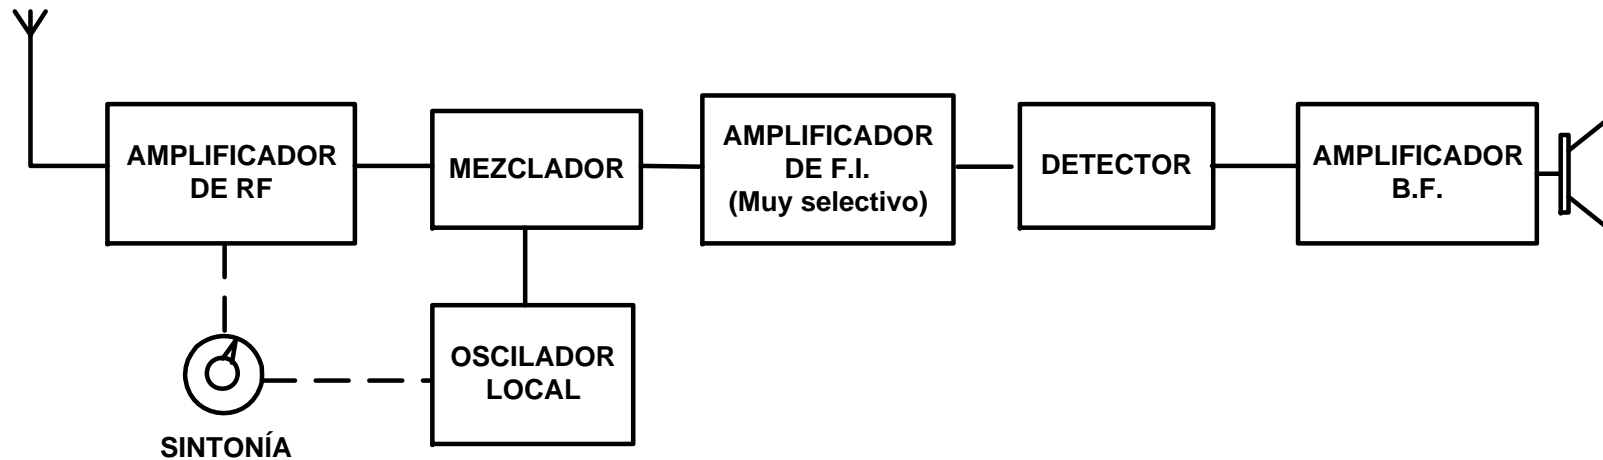 AMPLIFICADOR
DE RF
MEZCLADOR
AMPLIFICADOR
DE F.I.
(Muy selectivo)
DETECTOR
AMPLIFICADOR
B.F.
OSCILADOR
LOCAL
SINTONÍA